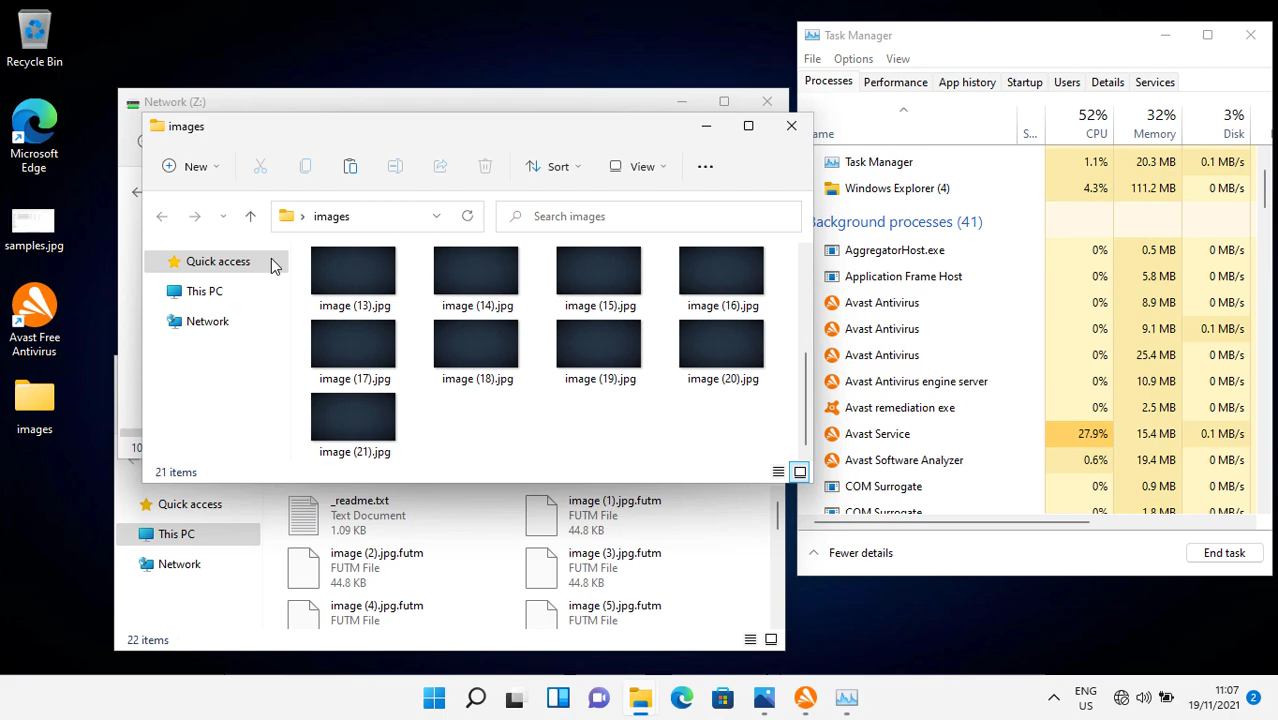 Recycle Bin
Microsoft
Edge
samples.jpg
Avast Free
Antivirus
images
Network (Z:)
images
New
Sort
View
images
Search images
Quick access
This PC
Network
image (13).jpg
image (14).jpg
image (15).jpg
image (16).jpg
image (17).jpg
image (18).jpg
image (19).jpg
image (20).jpg
image (21).jpg
21 items
10
Quick access
This PC
Network
_readme.txt
Text Document
1.09 KB
image (1).jpg.futm
FUTM File
44.8 KB
image (2).jpg.futm
FUTM File
44.8 KB
image (3).jpg.futm
FUTM File
44.8 KB
image (4).jpg.futm
FUTM File
image (5).jpg.futm
FUTM File
22 items
Task Manager
File Options View
Processes Performance App history Startup Users Details Services
52% 32% 3%
ame S... CPU Memory Disk
Task Manager 1.1% 20.3 MB 0.1 MB/s
Windows Explorer (4) 4.3% 111.2 MB 0 MB/s
Background processes (41)
AggregatorHost.exe 0% 0.5 MB 0 MB/s
Application Frame Host 0% 5.8 MB 0 MB/s
Avast Antivirus 0% 8.9 MB 0 MB/s
Avast Antivirus 0% 9.1 MB 0.1 MB/s
Avast Antivirus 0% 25.4 MB 0 MB/s
Avast Antivirus engine server 0% 10.9 MB 0 MB/s
Avast remediation exe 0% 2.5 MB 0 MB/s
Avast Service 27.9% 15.4 MB 0.1 MB/s
Avast Software Analyzer 0.6% 19.4 MB 0 MB/s
COM Surrogate 0% 0.9 MB 0 MB/s
COM Surrogate 0% 1.8 MB 0 MB/s
Fewer details
End task
ENG
US
11:07
19/11/2021
2